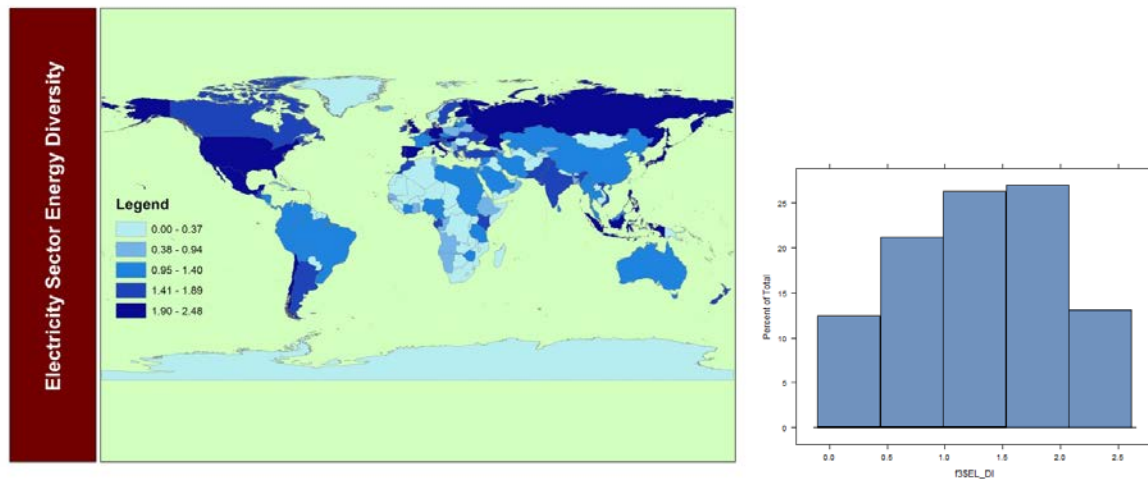 Electricity Sector Energy Diversity
Legend
0.00 - 0.37
0.38 - 0.94
0.95 - 1.40
1.41 - 1.89
1.90 - 2.48
Percent of Total
25
20
15
10
5
0
0.0 0.5 1.0 1.5 2.0 2.5
f3$EL_DI